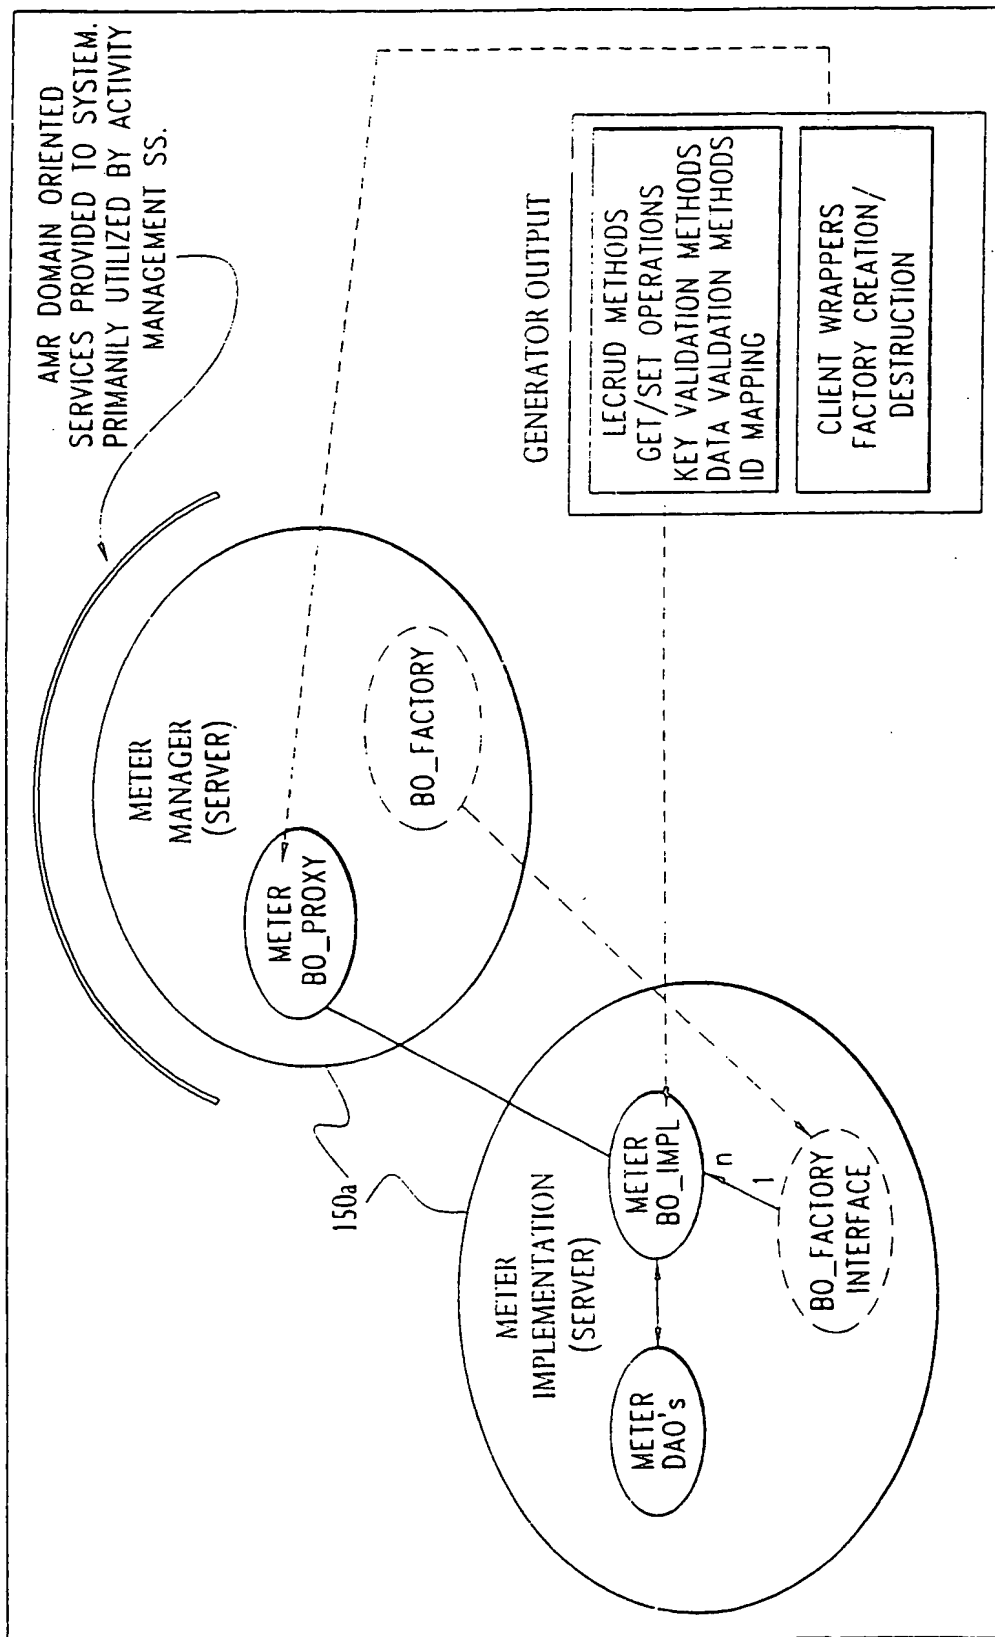 AMR DOMAIN ORIENTED
SERVICES PROVIDED TO SYSTEM.
PRIMANILY UTILIZED BY ACTIVITY
MANAGEMENT SS.
METER
MANAGER
(SERVER)
METER
BO_PROXY
BO_FACTORY
150a
METER
IMPLEMENTATION
(SERVER)
METER
DAO's
METER
BO_IMPL
n
1
BO_FACTORY
INTERFACE
GENERATOR OUTPUT
LECRUD METHODS
GET/SET OPERATIONS
KEY VALIDATION METHODS
DATA VALDATION METHODS
ID MAPPING
CLIENT WRAPPERS
FACTORY CREATION/
DESTRUCTION